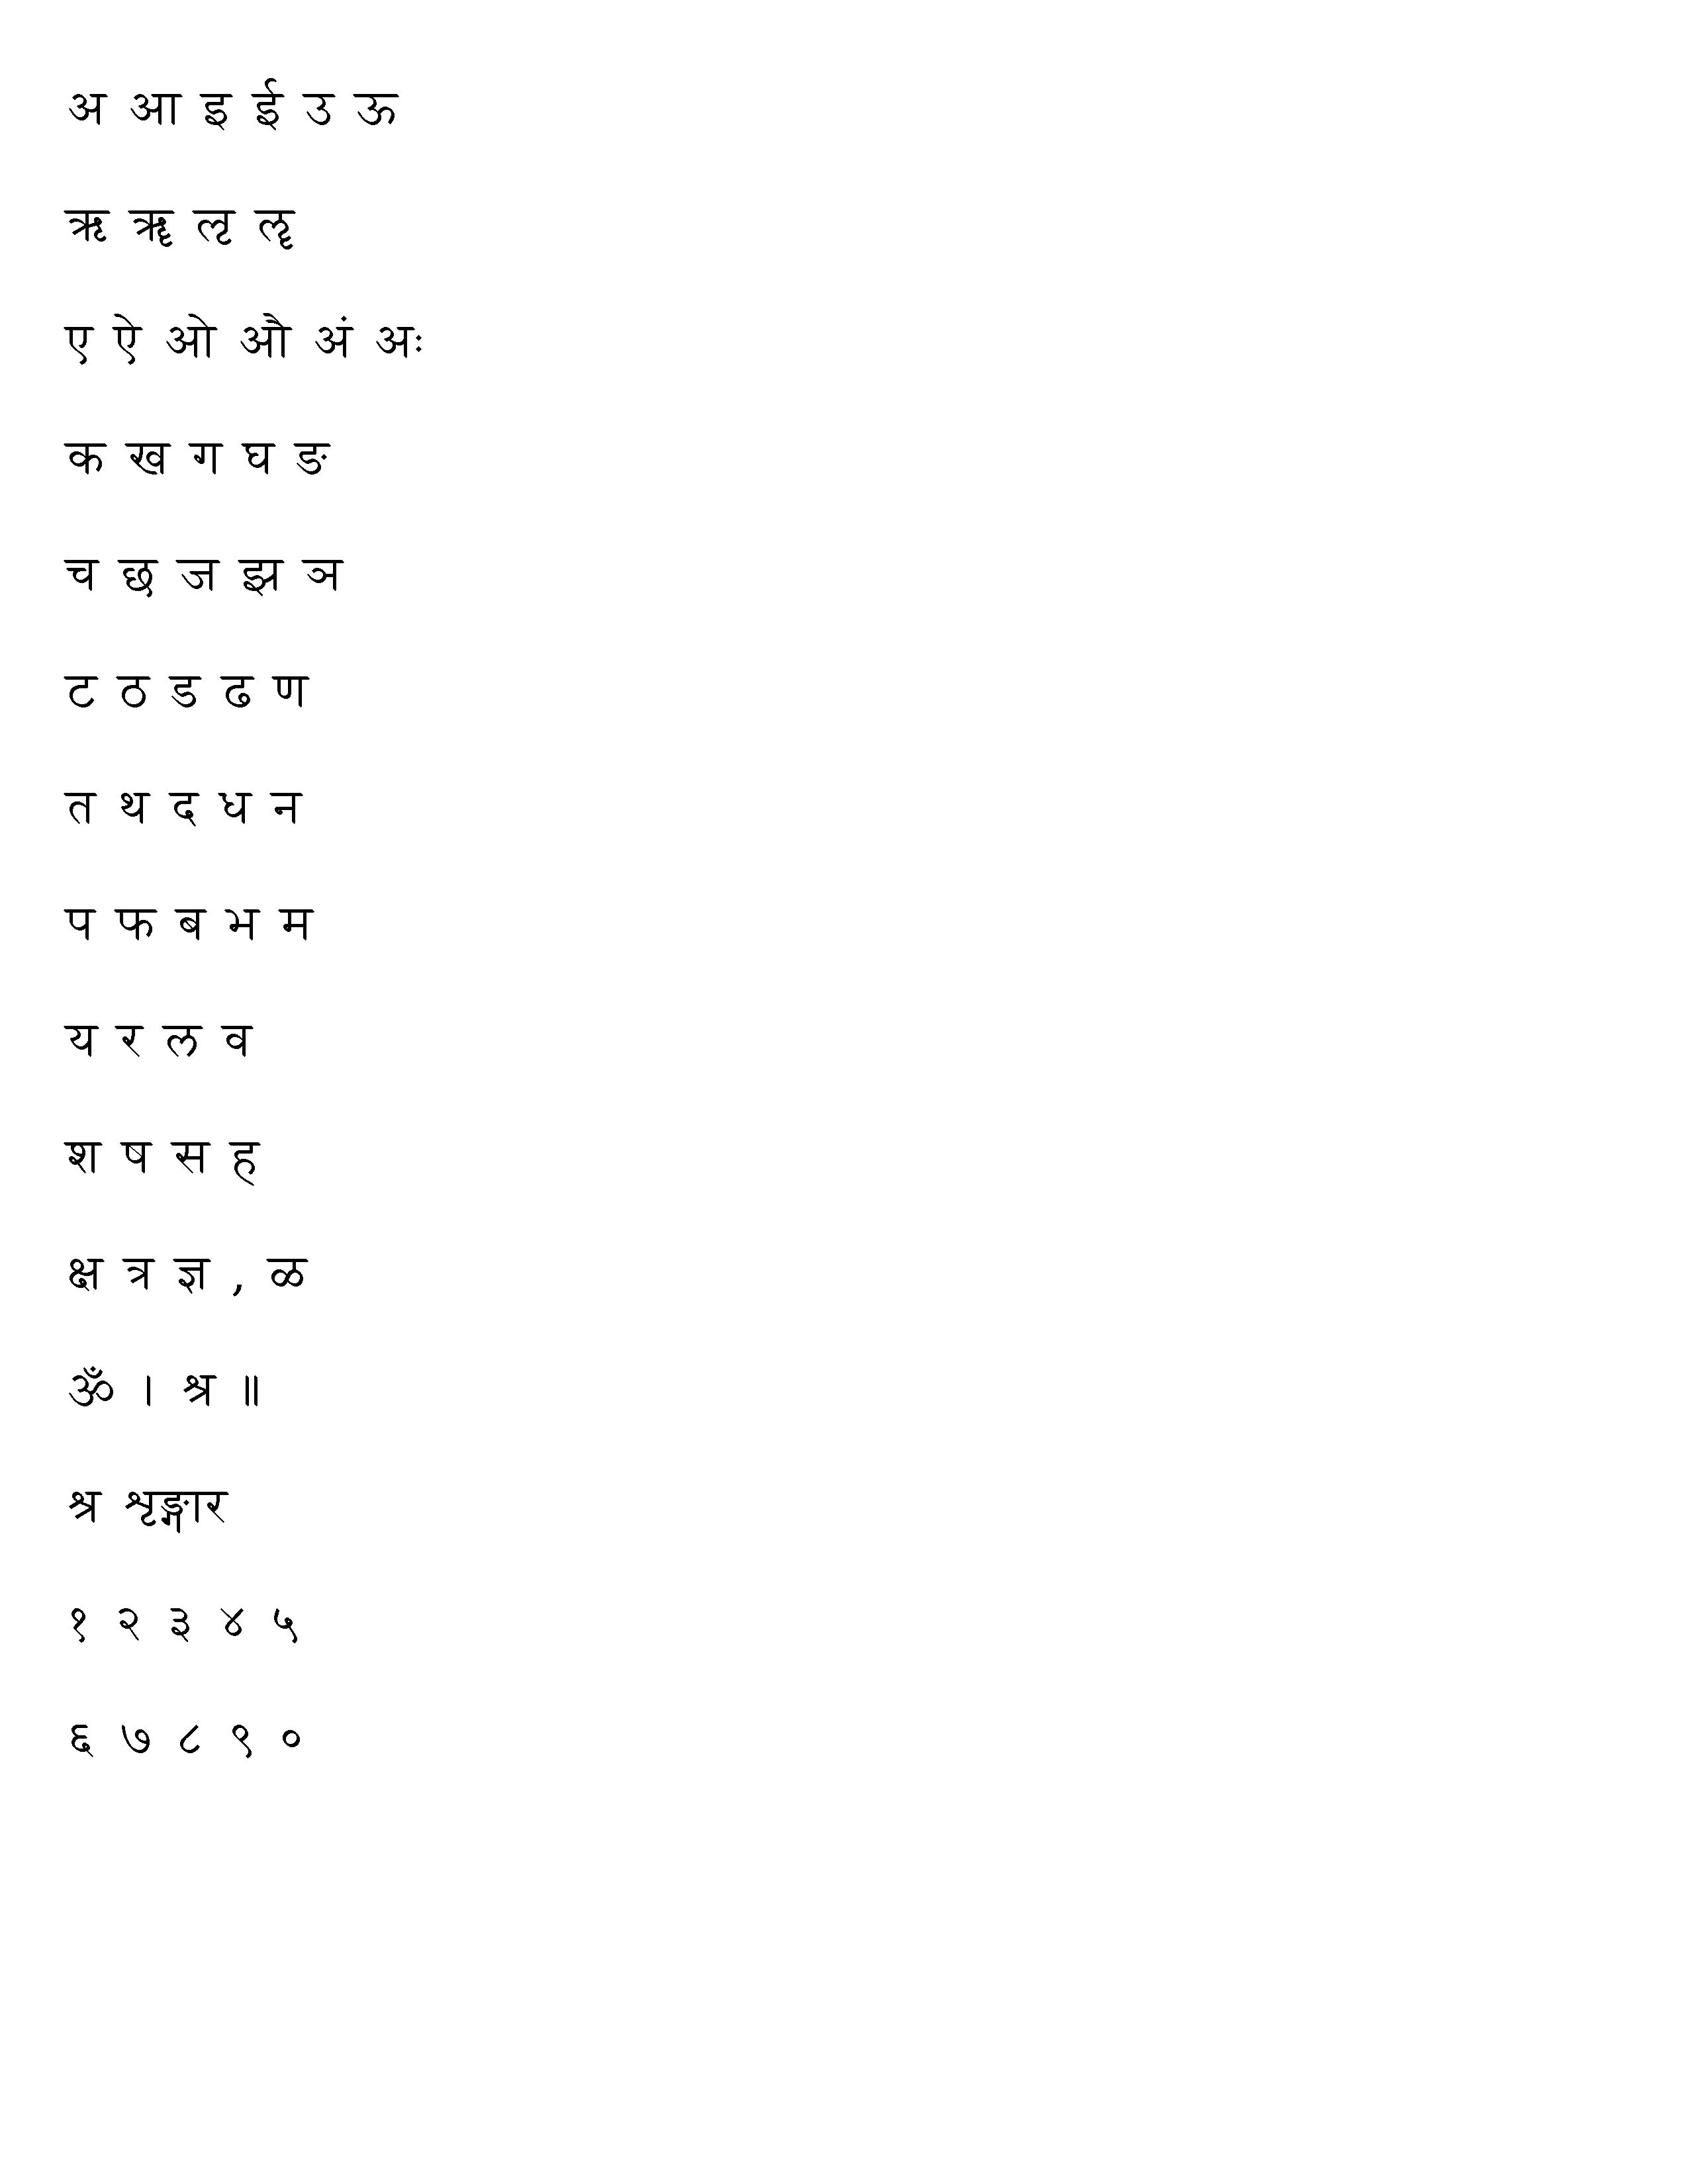 अ आ इ ई उ ऊ
ऋ ॠ ऌ ॡ
ए ऐ ओ औ अं अः
क ख ग घ ङ
च छ ज झ ञ
ट ठ ड ढ ण
त थ द ध न
प फ ब भ म
य र ल व
श ष स ह
क्ष त्र ज्ञ , ळ
ॐ । श्र ॥
श्र शृङ्गार
१ २ ३ ४ ५
६ ७ ८ ९ ०